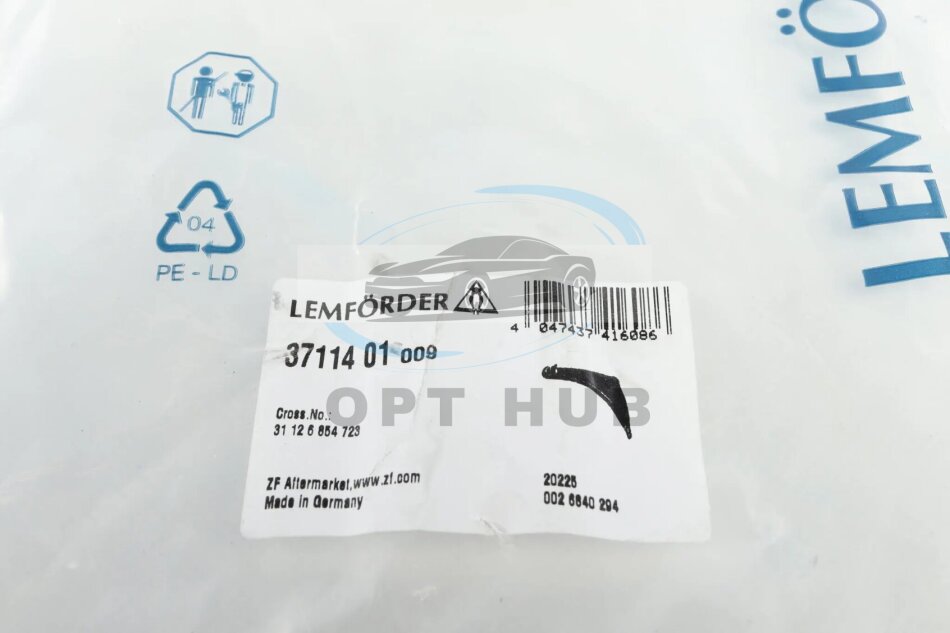 LEMFÖ
04
PE - LD
LEMFÖRDER
4 047437 416086
37114 01 009
OPT HUB
Cross.No.:
31 12 6 854 723
ZF Aftermarket,www.zf.com
Made in Germany
20225
002 6640 294